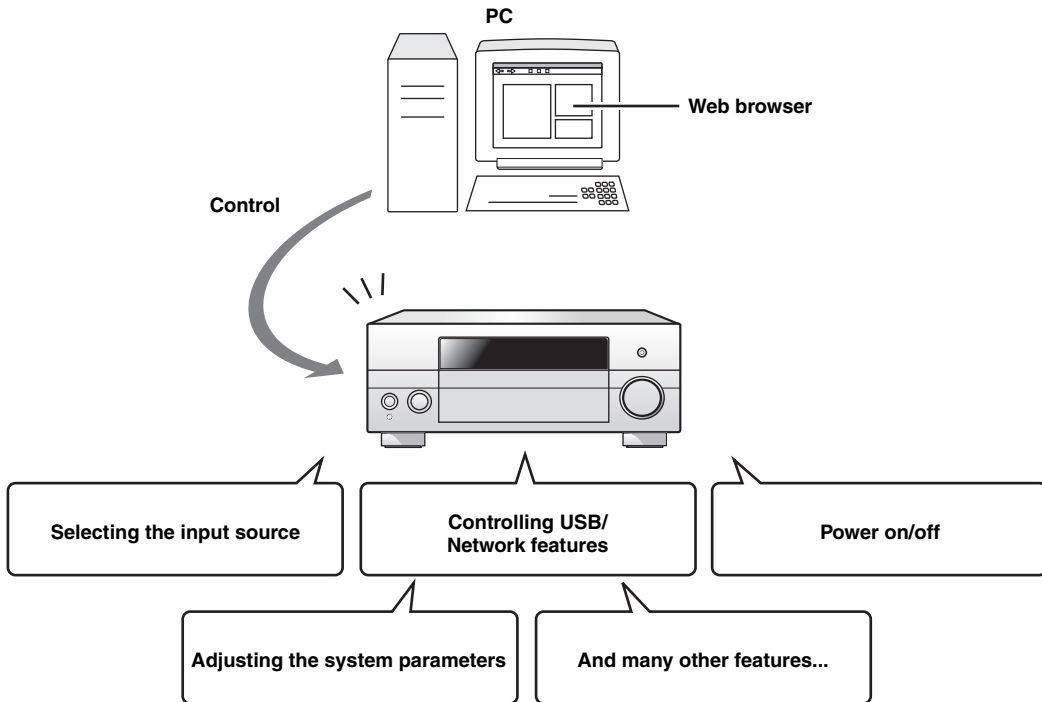 PC
Web browser
Control
Selecting the input source
Controlling USB/
Network features
Power on/off
Adjusting the system parameters
And many other features...